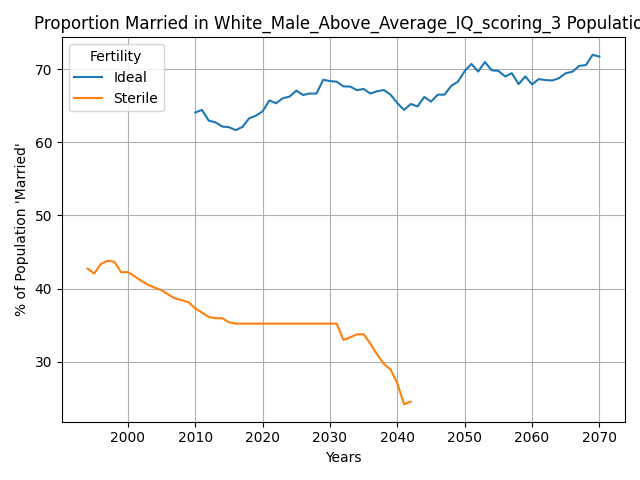 Proportion Married in White_Male_Above_Average_IQ_scoring_3 Populatio
Fertility
Ideal
Sterile
% of Population 'Married'
70
60
50
40
30
2000 2010 2020 2030 2040 2050 2060 2070
Years